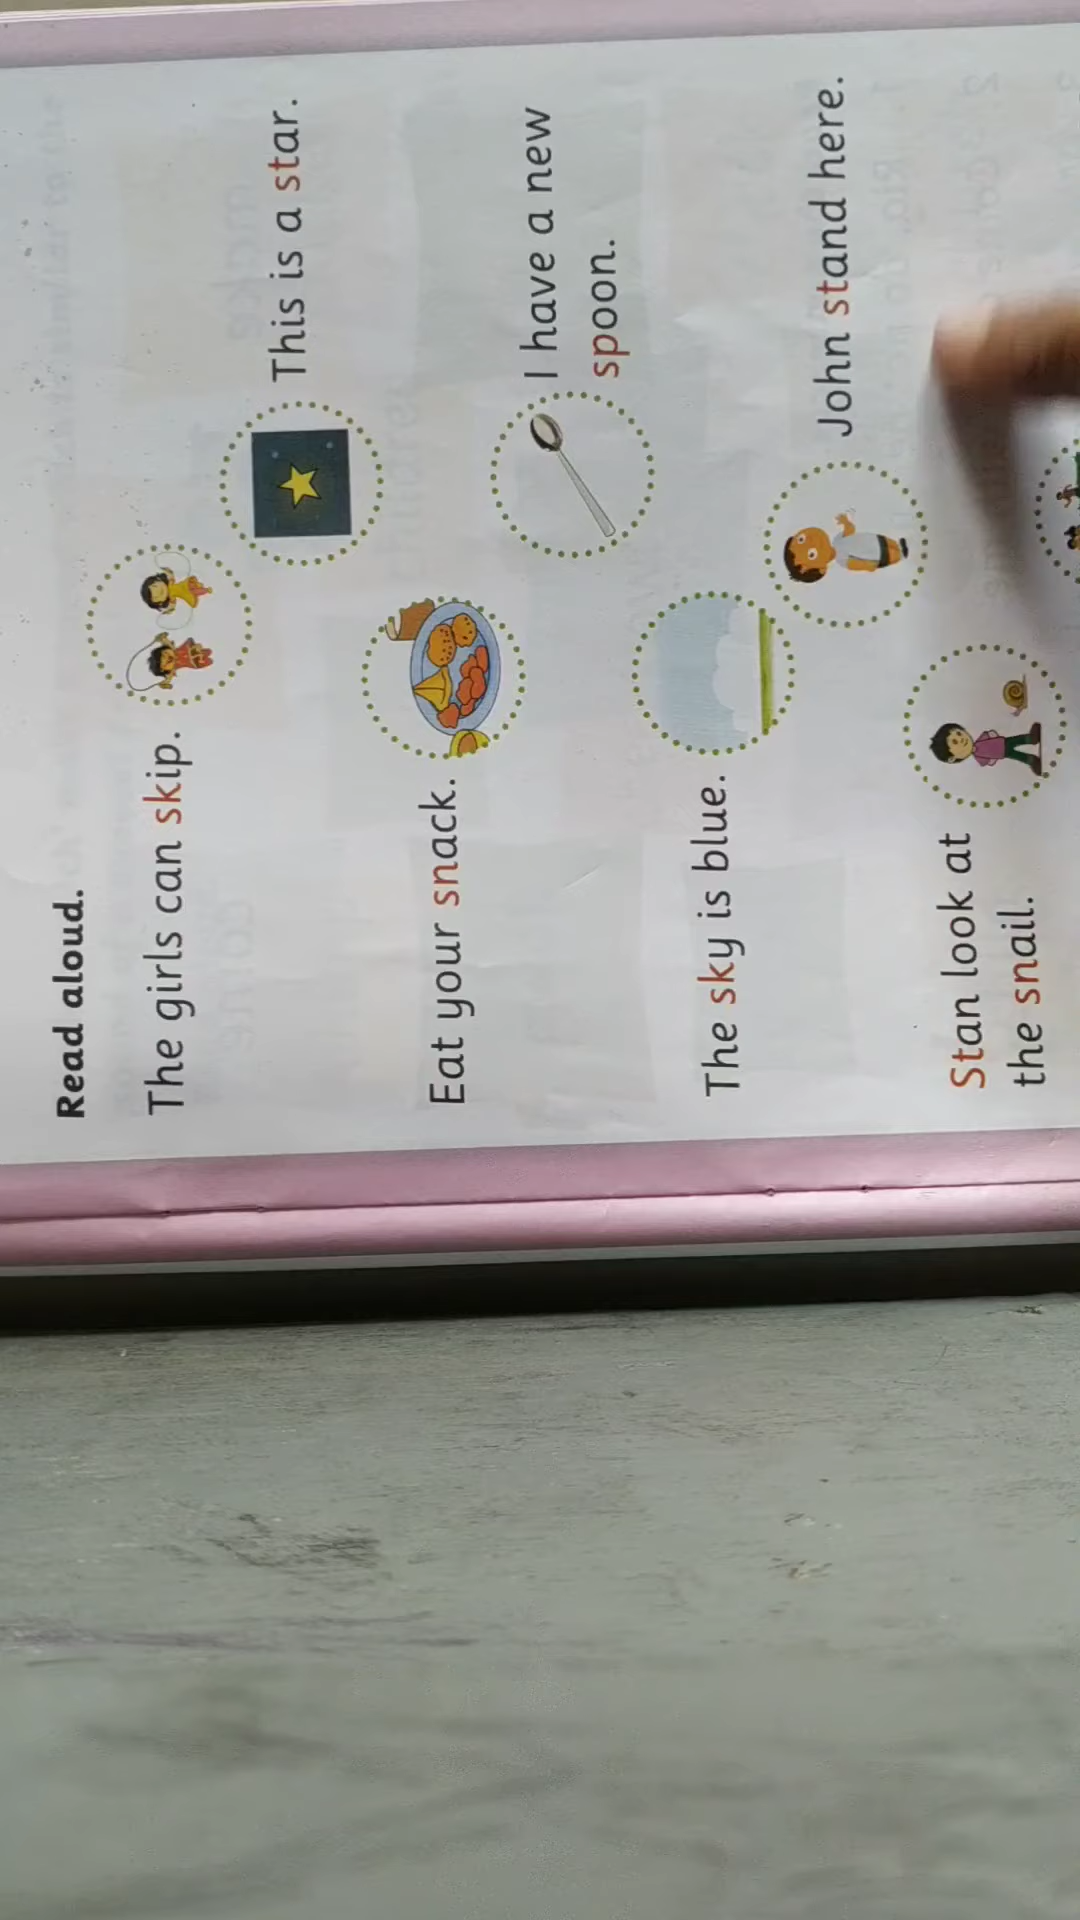 Read aloud.
The girls can skip.
This is a star.
Eat your snack.
I have a new
spoon.
The sky is blue.
John stand here.
Stan look at
the snail.